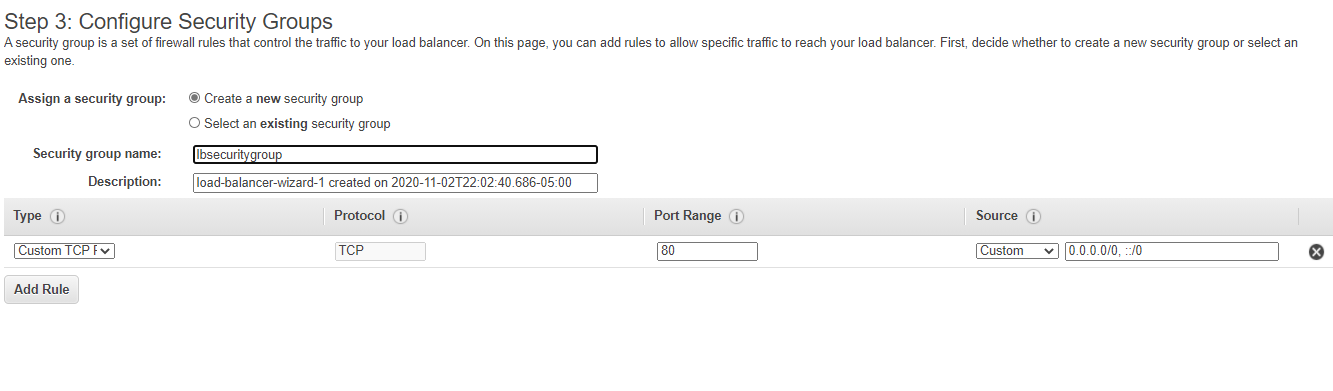 Step 3: Configure Security Groups
A security group is a set of firewall rules that control the traffic to your load balancer. On this page, you can add rules to allow specific traffic to reach your load balancer. First, decide whether to create a new security group or select an
existing one.
Assign a security group: Create a new security group
Select an existing security group
Security group name: lbsecuritygroup
Description: load-balancer-wizard-1 created on 2020-11-02T22:02:40.686-05:00
Type i Protocol i Port Range i Source i
Custom TCP F TCP 80 Custom 0.0.0.0/0, ::/0
Add Rule